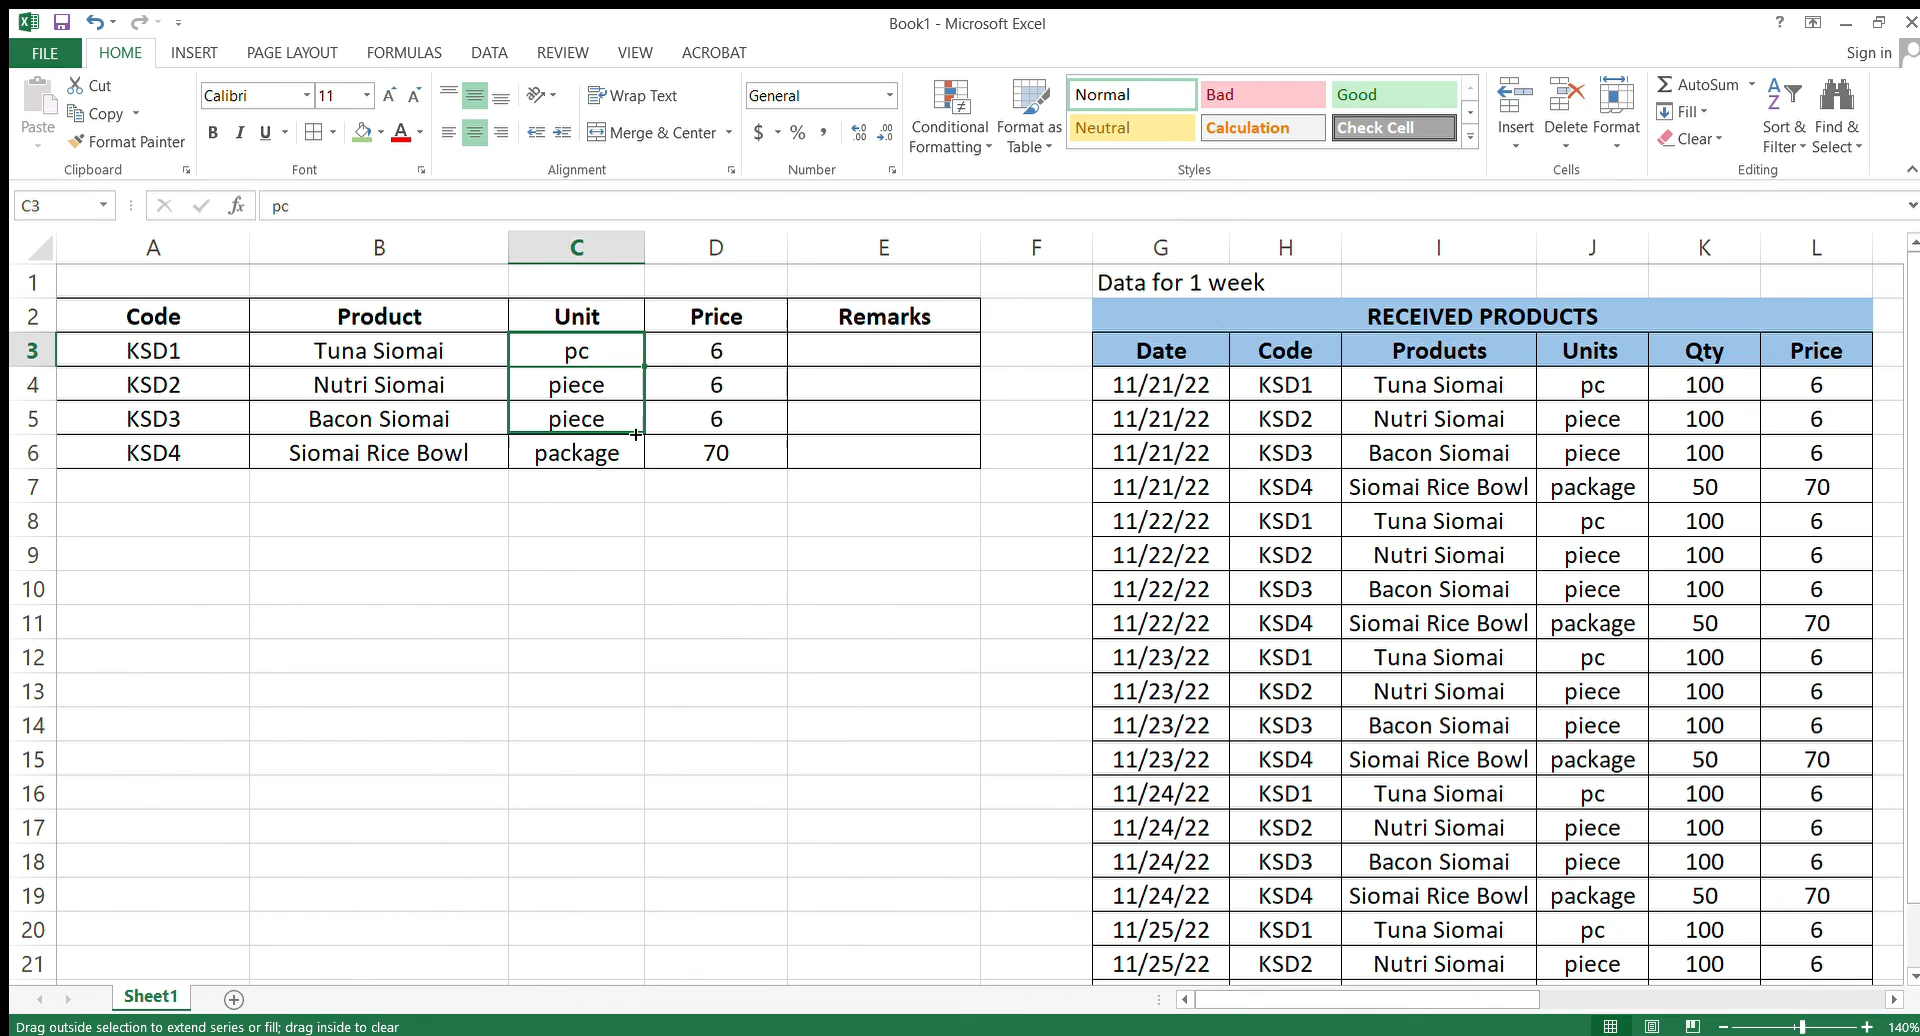 Book1 - Microsoft Excel
?
FILE HOME INSERT PAGE LAYOUT FORMULAS DATA REVIEW VIEW ACROBAT
Sign in
Paste
Cut
Copy
Format Painter
Clipboard
Calibri 11
B I U
Font
Wrap Text
Merge & Center
Alignment
General
$ % ,
Number
Conditional Formatting
Format as Table
Normal Bad Good
Neutral Calculation Check Cell
Styles
Insert Delete Format
Cells
AutoSum
Fill
Clear
Sort & Filter
Find & Select
Editing
C3 fx pc
A B C D E F G H I J K L
1 Data for 1 week
2 Code Product Unit Price Remarks RECEIVED PRODUCTS
3 KSD1 Tuna Siomai pc 6 Date Code Products Units Qty Price
4 KSD2 Nutri Siomai piece 6 11/21/22 KSD1 Tuna Siomai pc 100 6
5 KSD3 Bacon Siomai piece 6 11/21/22 KSD2 Nutri Siomai piece 100 6
6 KSD4 Siomai Rice Bowl package 70 11/21/22 KSD3 Bacon Siomai piece 100 6
7 11/21/22 KSD4 Siomai Rice Bowl package 50 70
8 11/22/22 KSD1 Tuna Siomai pc 100 6
9 11/22/22 KSD2 Nutri Siomai piece 100 6
10 11/22/22 KSD3 Bacon Siomai piece 100 6
11 11/22/22 KSD4 Siomai Rice Bowl package 50 70
12 11/23/22 KSD1 Tuna Siomai pc 100 6
13 11/23/22 KSD2 Nutri Siomai piece 100 6
14 11/23/22 KSD3 Bacon Siomai piece 100 6
15 11/23/22 KSD4 Siomai Rice Bowl package 50 70
16 11/24/22 KSD1 Tuna Siomai pc 100 6
17 11/24/22 KSD2 Nutri Siomai piece 100 6
18 11/24/22 KSD3 Bacon Siomai piece 100 6
19 11/24/22 KSD4 Siomai Rice Bowl package 50 70
20 11/25/22 KSD1 Tuna Siomai pc 100 6
21 11/25/22 KSD2 Nutri Siomai piece 100 6
Sheet1
Drag outside selection to extend series or fill; drag inside to clear
140%